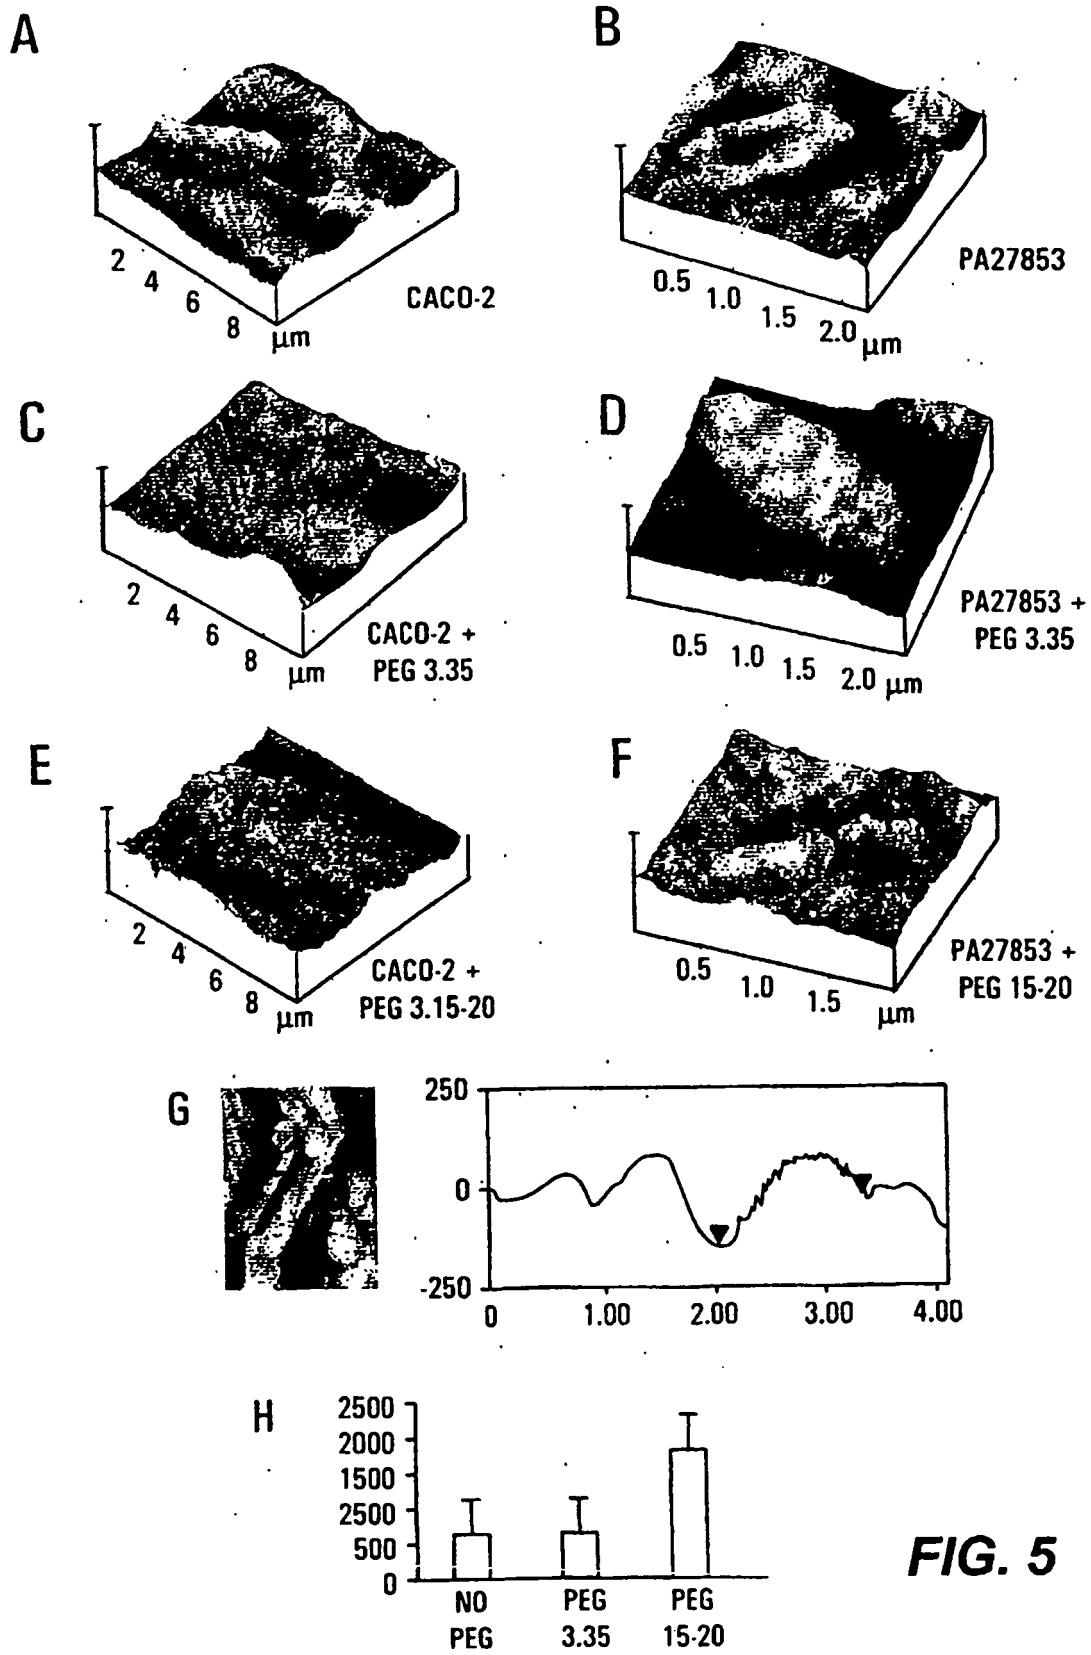 A
2
4
6
8
μm
CACO-2
B
0.5
1.0
1.5
2.0
μm
PA27853
C
2
4
6
8
μm
CACO-2 +
PEG 3.35
D
0.5
1.0
1.5
2.0 μm
PA27853 +
PEG 3.35
E
2
4
6
8
μm
CACO-2 +
PEG 3.15-20
F
0.5
1.0
1.5
μm
PA27853 +
PEG 15-20
G
250
0
-250
0 1.00 2.00 3.00 4.00
H
2500
2000
1500
2500
500
0
NO PEG PEG
PEG 3.35 15-20
FIG. 5